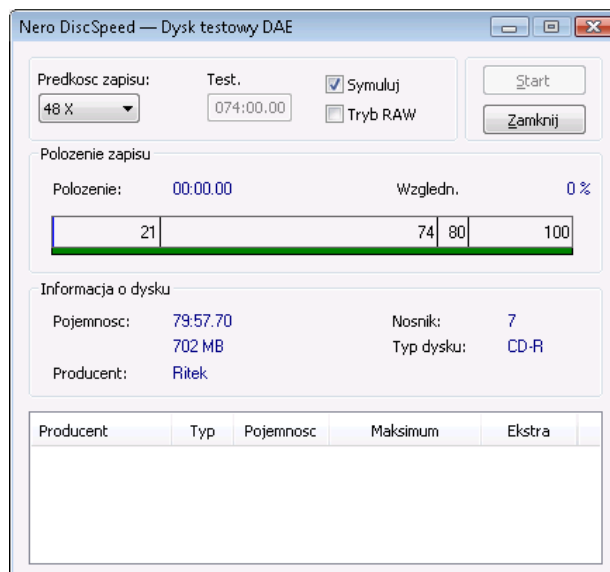 Nero DiscSpeed — Dysk testowy DAE
Predkosc zapisu: Test. Symuluj Start
48 X 074:00.00 Tryb RAW Zamknij
Polozenie zapisu
Polozenie: 00:00.00 Wzgledn. 0 %
21 74 80 100
Informacja o dysku
Pojemnosc: 79:57.70 Nosnik: 7
702 MB Typ dysku: CD-R
Producent: Ritek
Producent Typ Pojemnosc Maksimum Ekstra